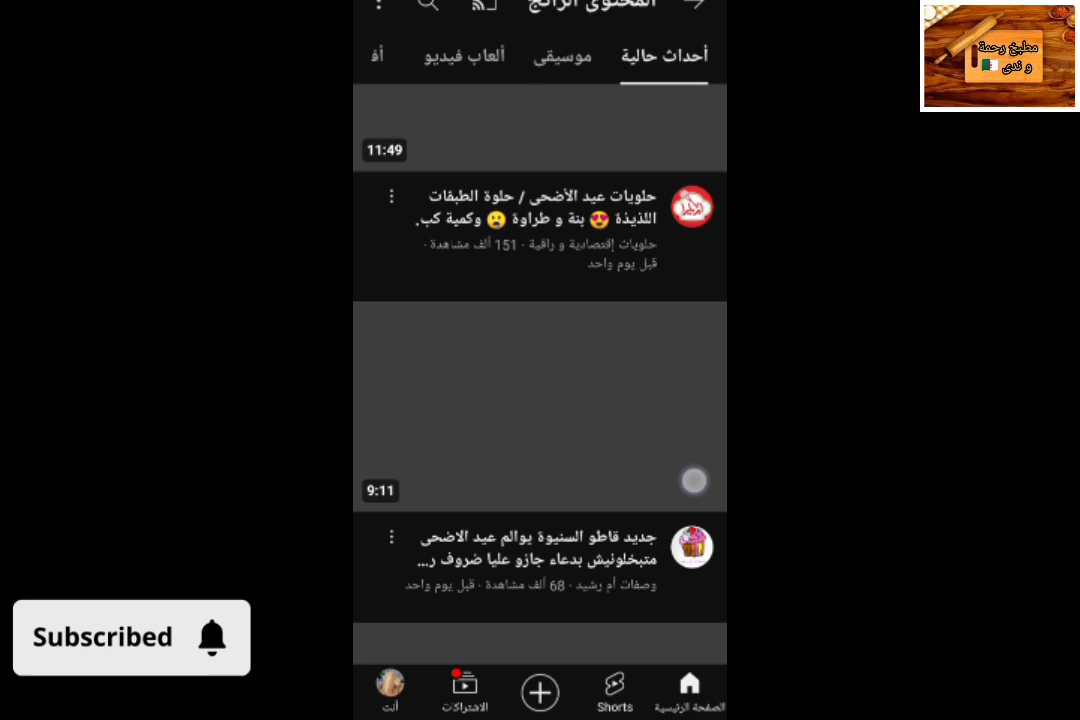 المحتوى الرائج
أحداث حالية
موسيقى
ألعاب فيديو
أف
11:49
حلويات عيد الأضحى / حلوة الطبقات
اللذيذة 😍 بنة و طراوة 😲 وكمية كب.
حلويات إقتصادية و راقية · 151 ألف مشاهدة ·
قبل يوم واحد
9:11
جديد قاطو السنيوة يوالم عيد الاضحى
متبخلونيش بدعاء جازو عليا ضروف ر...
وصفات أم رشيد · 68 ألف مشاهدة · قبل يوم واحد
الصفحة الرئيسية
Shorts
الاشتراكات
أنت
Subscribed
مطبخ رحمة
و ندى 🇩🇿